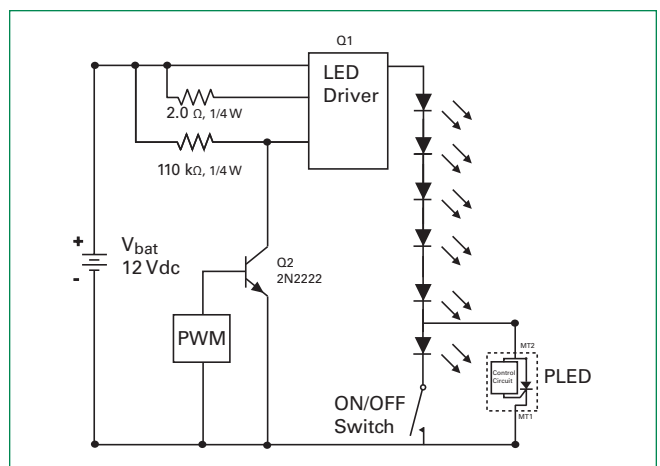 Q1
LED
Driver
2.0 Ω, 1/4 W
110 kΩ, 1/4 W
+
Vbat
12 Vdc
-
Q2
2N2222
PWM
MT2
Control
Circuit
PLED
MT1
ON/OFF
Switch